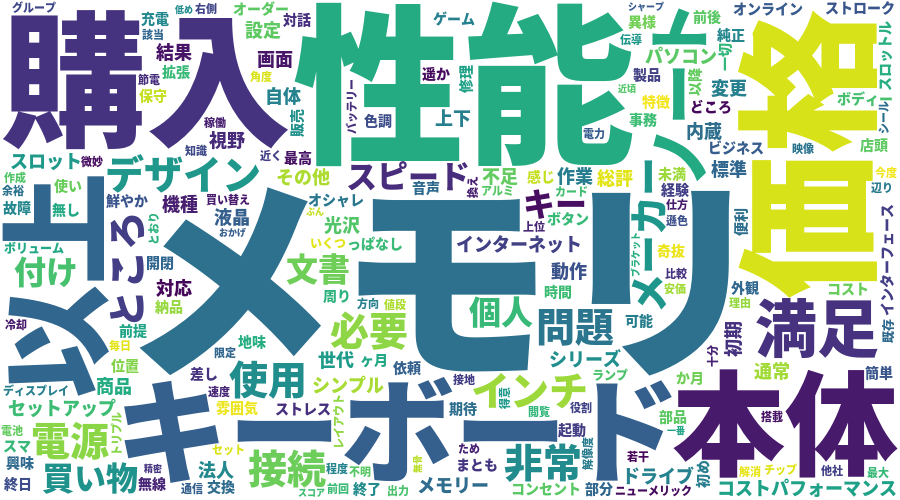 グループ
低め
右側
オーダー
対話
ゲーム
シャープ
異様
前後
オンライン
ストローク
購入
性能
価格
充電
該当
設定
結果
画面
拡張
節電
保守
角度
自体
稼働
視野
知識
近く
最高
販売
バッテリー
色調
遥か
修理
上下
伝導
パソコン
純正
一切
製品
近頃
特徴
以降
どころ
変更
事務
内蔵
電力
ビジネス
映像
標準
ボディ
スロットル
シール
店頭
今度
辺り
スロット
微妙
デザイン
その他
スピード
音声
換え
不足
アルミ
感じ
作業
カード
総評
未満
経験
仕方
遜色
便利
作成
余裕
使い
故障
無し
鮮やか
機種
買い替え
ぶん
おかげ
液晶
オシャレ
光沢
いくつ
っぱなし
キー
上位
ボタン
メーカー
ノート
ブラケット
奇抜
比較
安価
外観
理由
コスト
インターフェース
既存
以上
ところ
とおり
ボリューム
付け
開閉
対応
納品
メモリ
インターネット
文書
動作
時間
周り
方向
値段
必要
個人
問題
可能
満足
初期
十分
冷却
前提
毎日
位置
地味
限定
世代
ヶ月
依頼
シリーズ
ランプ
か月
通常
簡単
ディスプレイ
商品
差し
速度
使用
シンプル
接地
インチ
得意
閲覧
役割
部品
一番
搭載
本体
キーボード
セットアップ
雰囲気
ストレス
レイアウト
期待
起動
解像度
電池
スマ
電源
トリプル
セット
興味
終日
買い物
精密
無線
法人
通信
交換
接続
スコア
程度
前回
不明
終了
無音
出力
ため
まとも
メモリー
非常
コンセント
部分
若干
ドライブ
ニューメリック
初め
解消
チップ
他社
最大
コストパフォーマンス